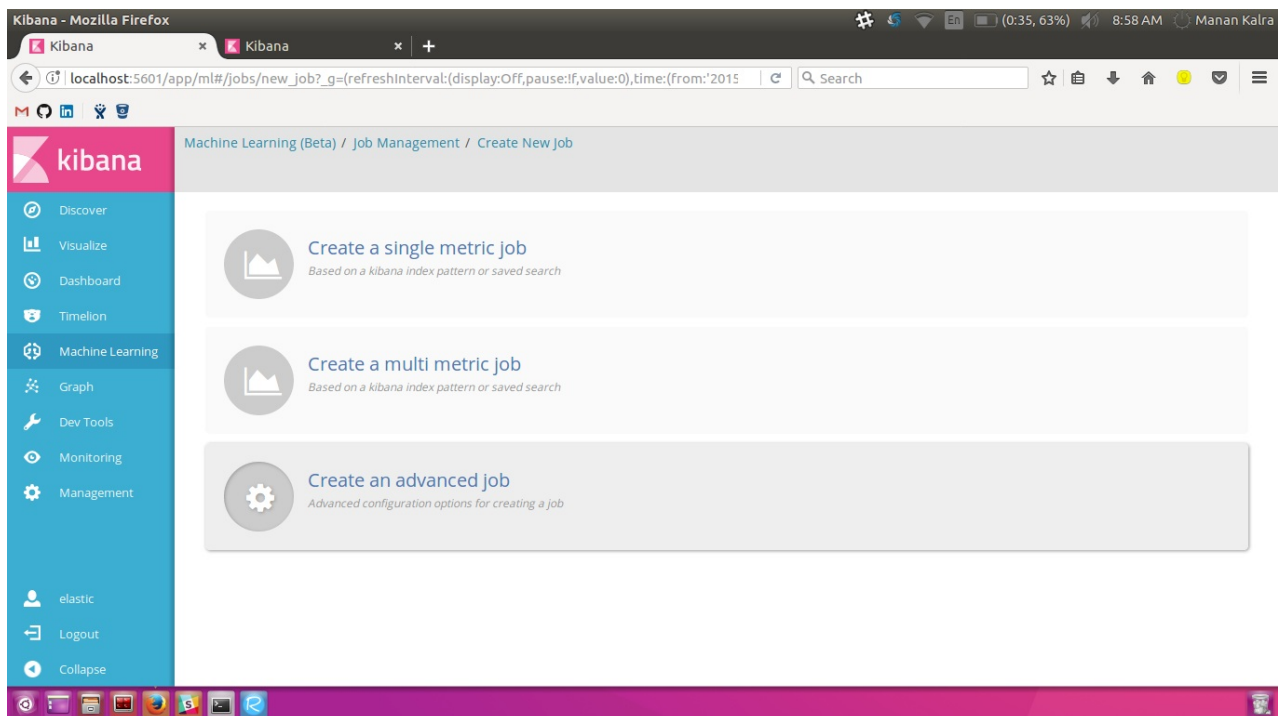 Kibana - Mozilla Firefox
En
(0:35, 63%)
8:58 AM
Manan Kalra
Kibana
Kibana
localhost:5601/app/ml#/jobs/new_job?_g=(refreshInterval:(display:Off,pause:!f,value:0),time:(from:'2015
Search
kibana
Machine Learning (Beta) / Job Management / Create New Job
Discover
Visualize
Dashboard
Timelion
Machine Learning
Graph
Dev Tools
Monitoring
Management
elastic
Logout
Collapse
Create a single metric job
Based on a kibana index pattern or saved search
Create a multi metric job
Based on a kibana index pattern or saved search
Create an advanced job
Advanced configuration options for creating a job